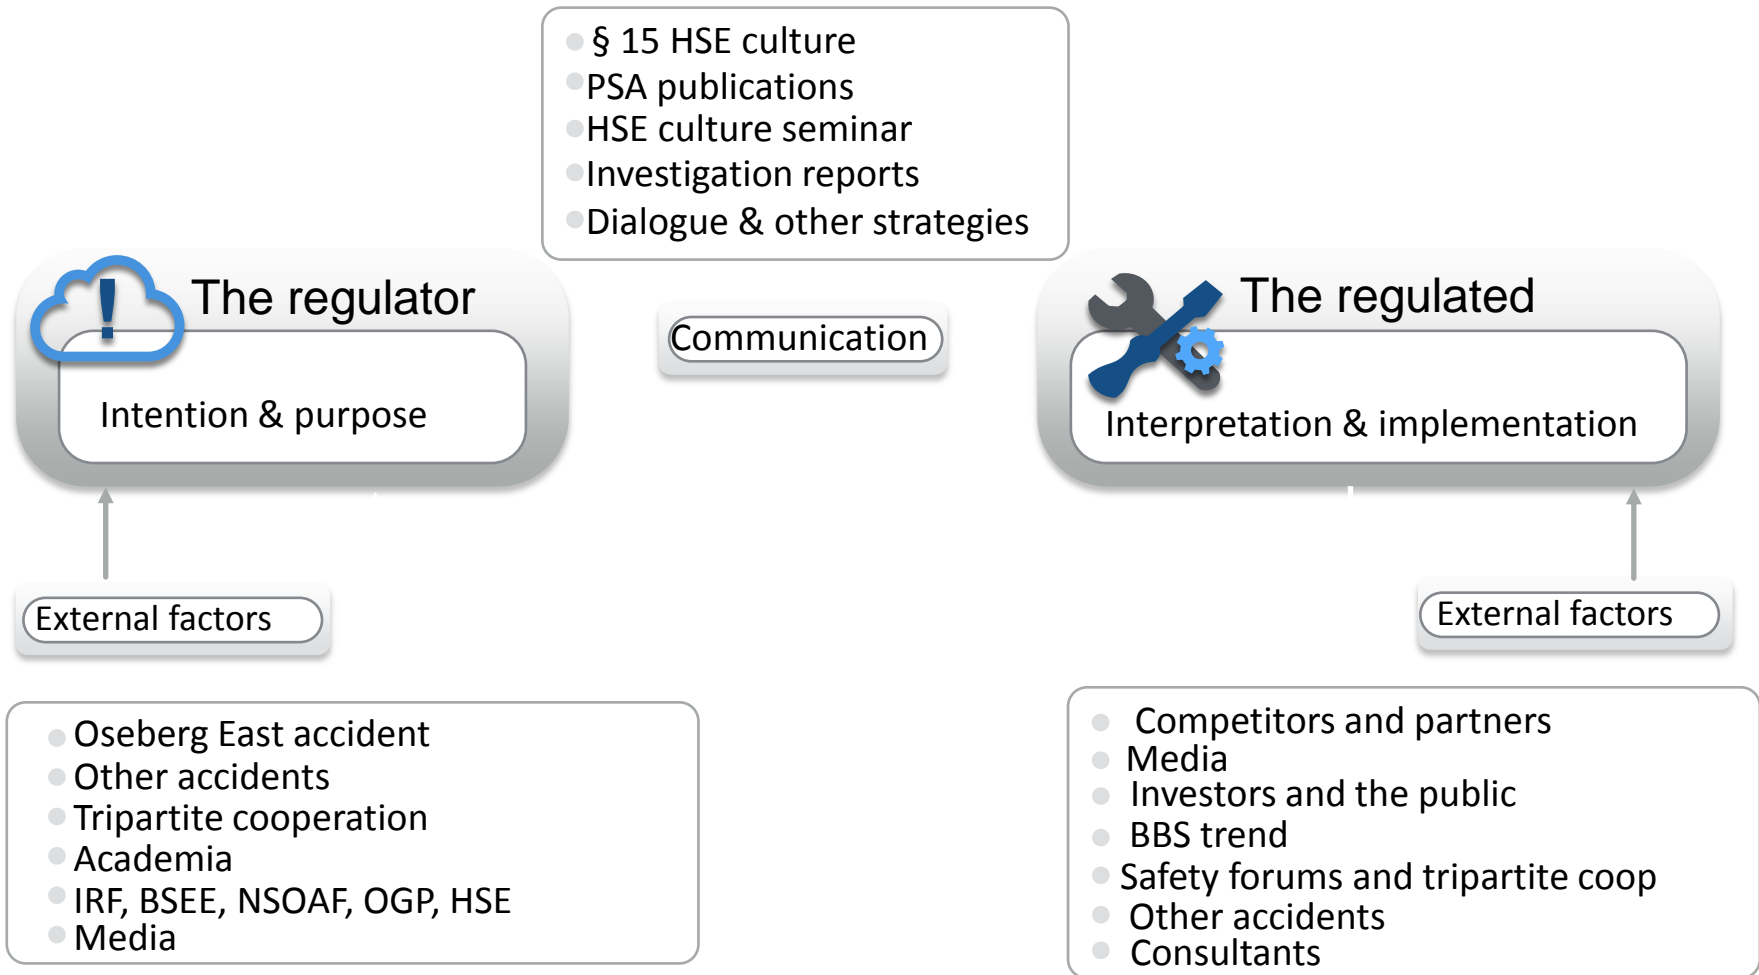 § 15 HSE culture
PSA publications
HSE culture seminar
Investigation reports
Dialogue & other strategies
The regulator
Intention & purpose
Communication
The regulated
Interpretation & implementation
External factors
External factors
Oseberg East accident
Other accidents
Tripartite cooperation
Academia
IRF, BSEE, NSOAF, OGP, HSE
Media
Competitors and partners
Media
Investors and the public
BBS trend
Safety forums and tripartite coop
Other accidents
Consultants